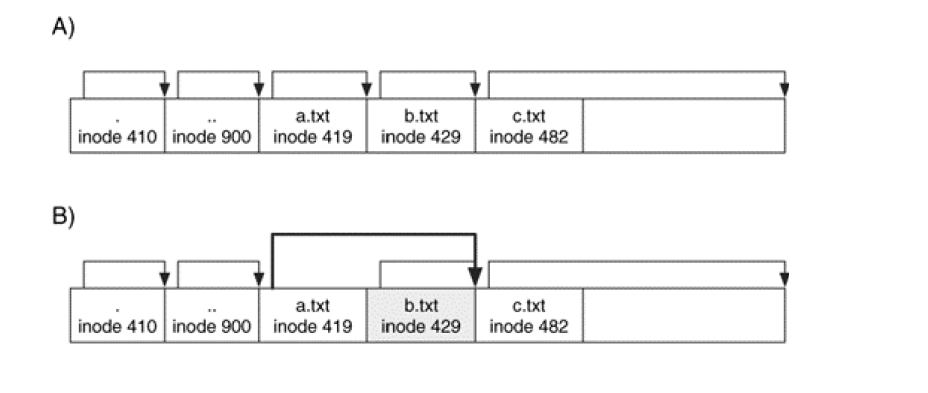 A)
. .. a.txt b.txt c.txt
inode 410 inode 900 inode 419 inode 429 inode 482
B)
. .. a.txt b.txt c.txt
inode 410 inode 900 inode 419 inode 429 inode 482